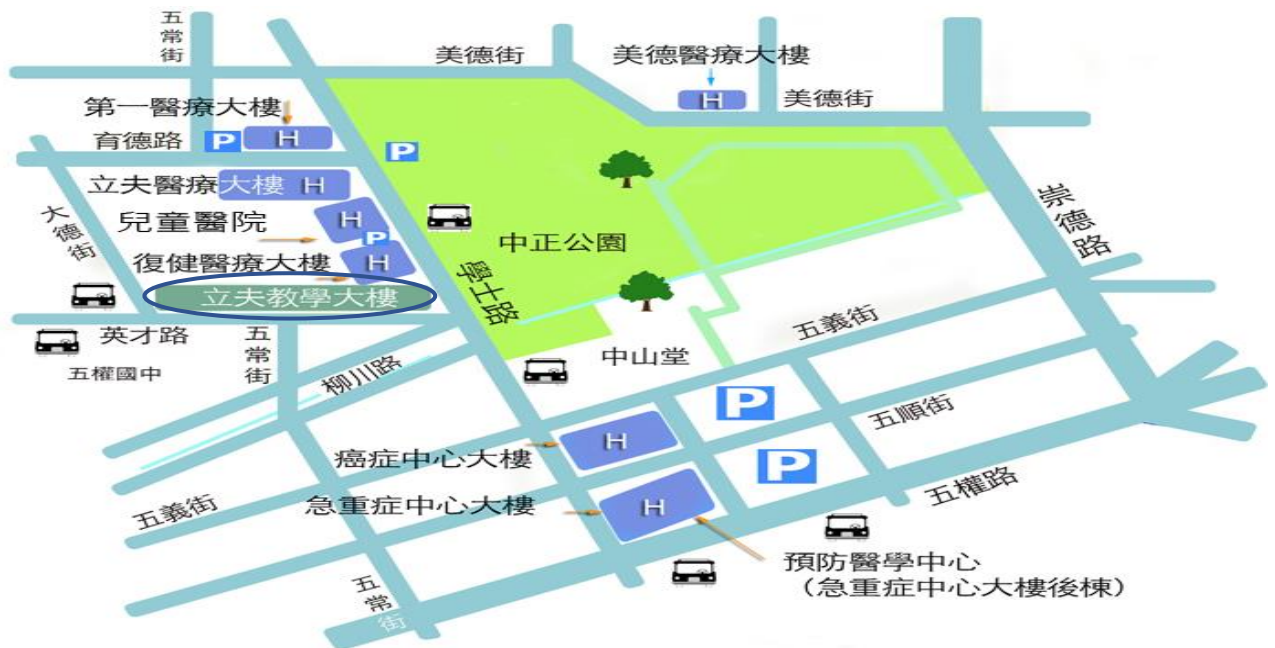 五常街
美德街
美德醫療大樓
H
美德街
第一醫療大樓
育德路
P
H
P
立夫醫療大樓 H
大德街
兒童醫院
H
P
復健醫療大樓
H
立夫教學大樓
中正公園
學士路
崇德路
英才路
五權國中
五常街
柳川路
中山堂
五義街
P
五順街
癌症中心大樓
H
P
五義街
急重症中心大樓
H
五權路
預防醫學中心
（急重症中心大樓後棟）
五常街